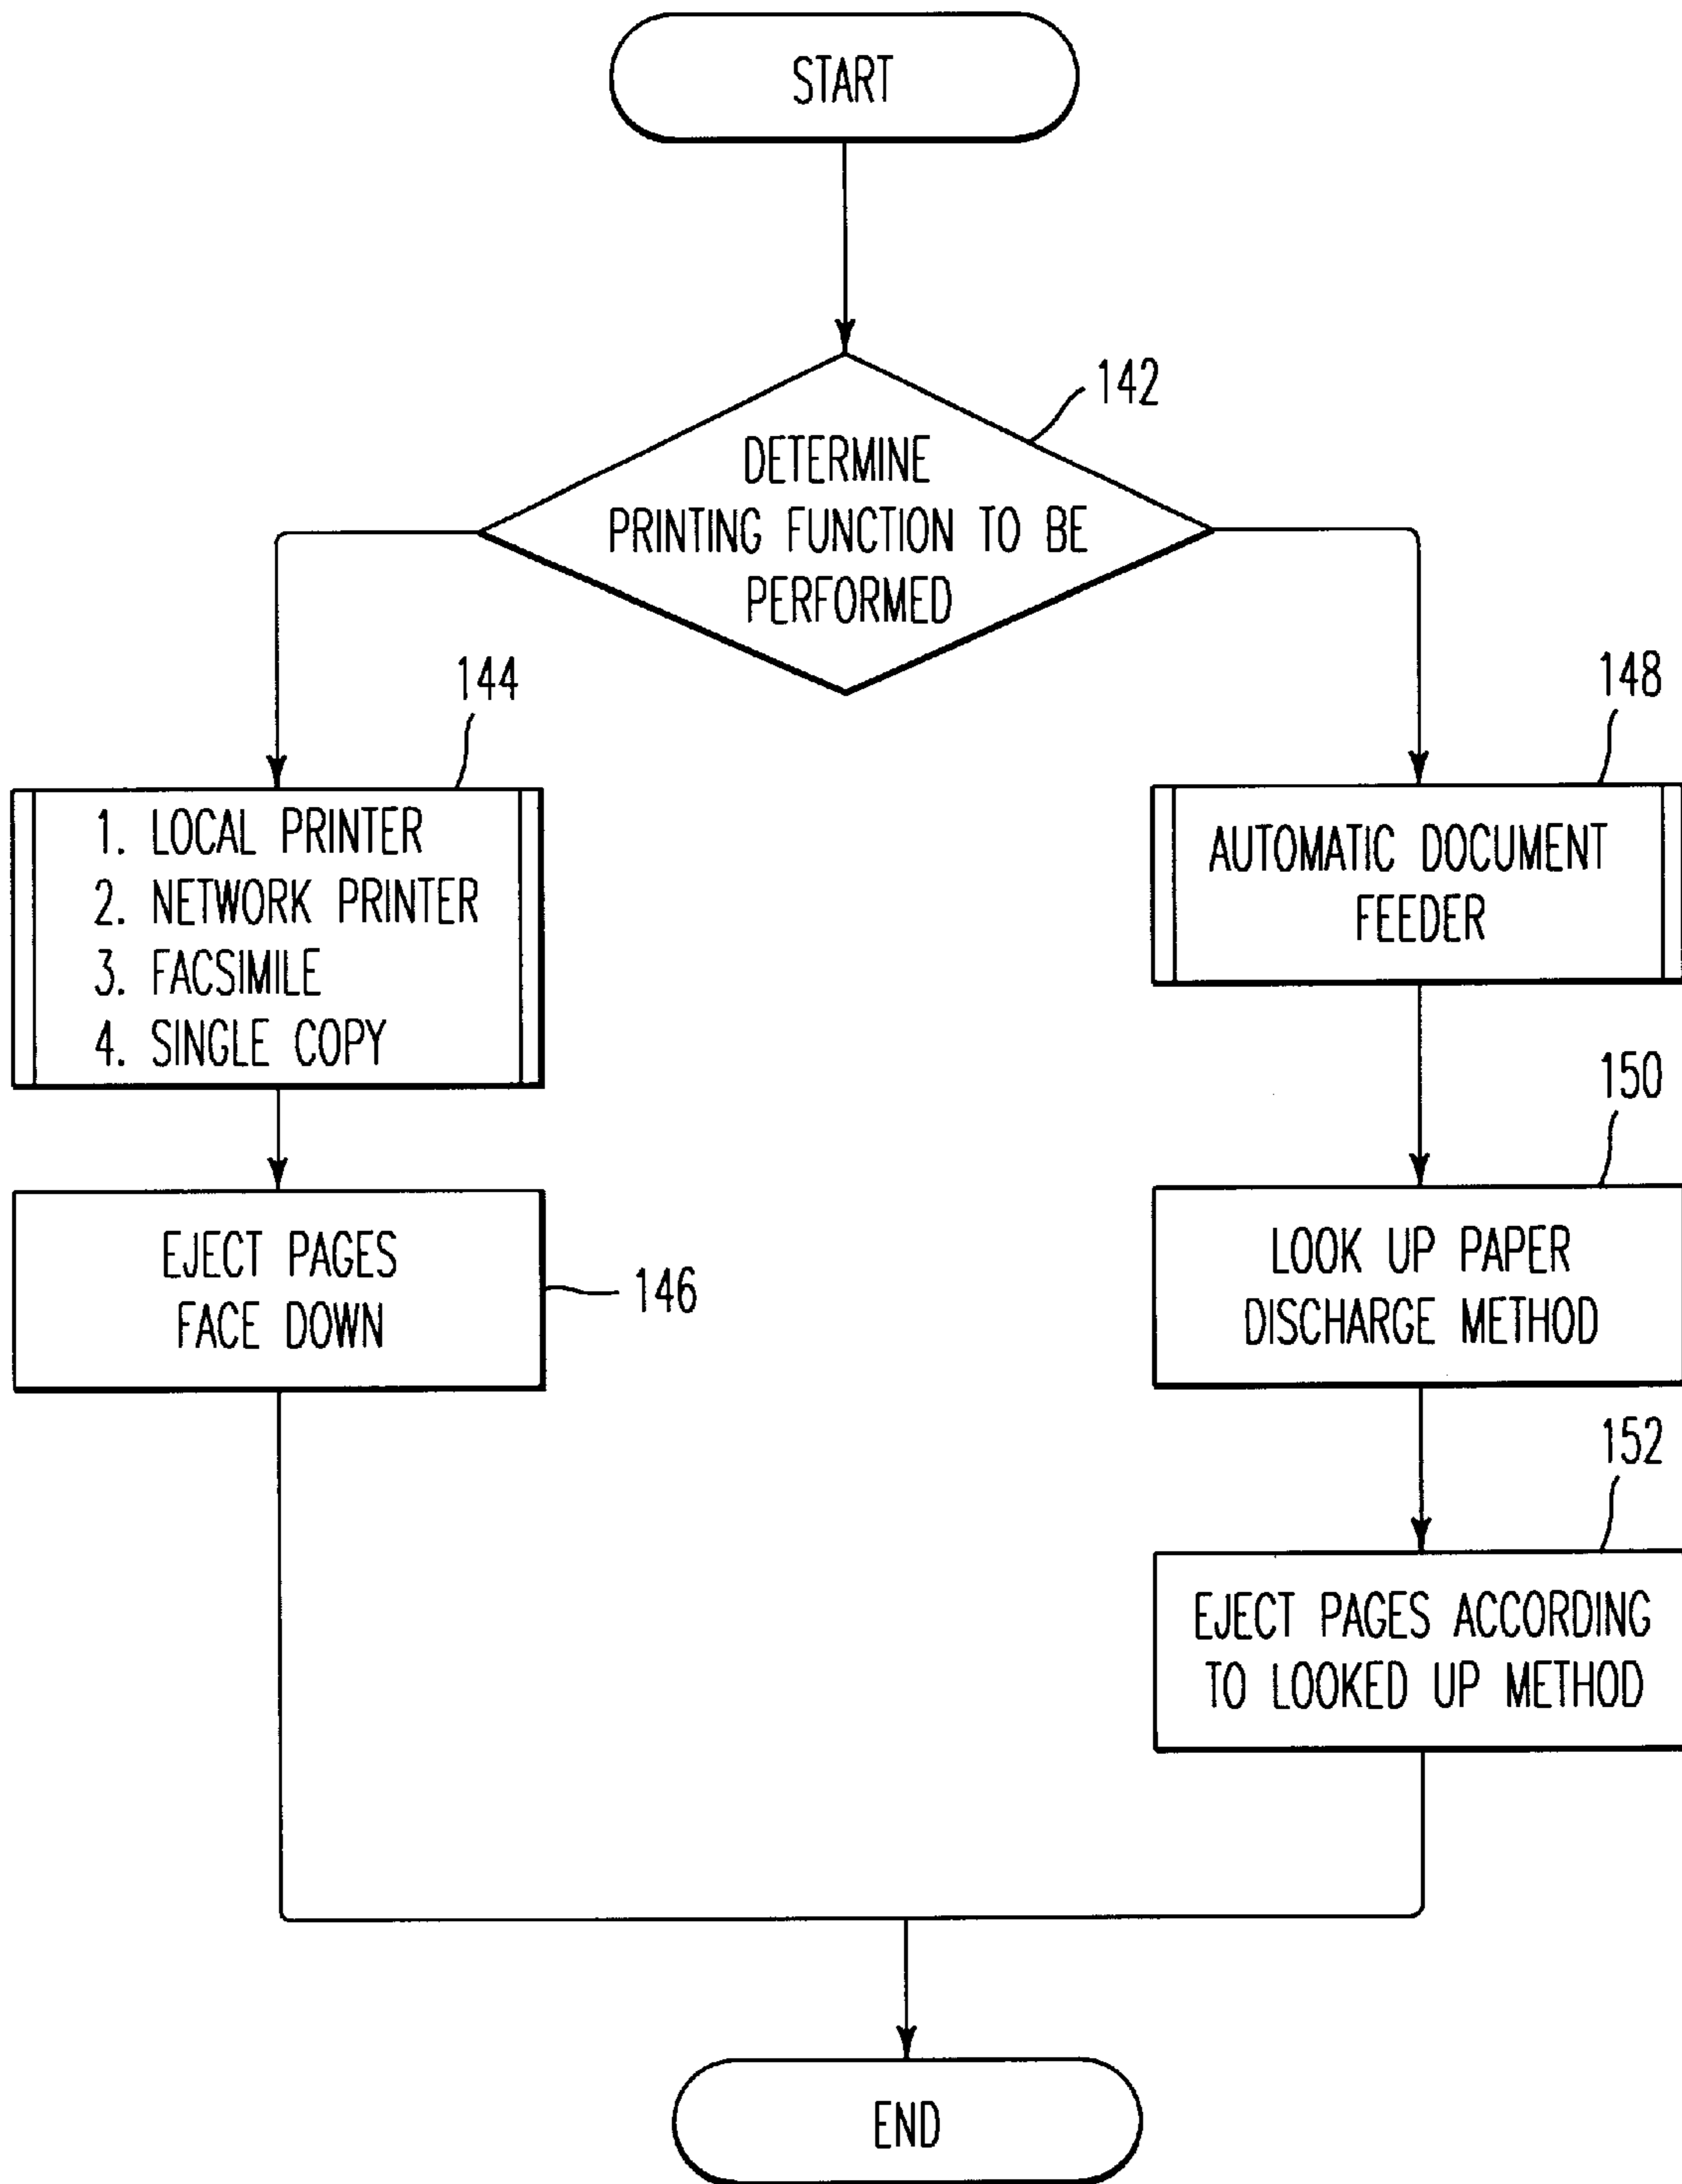 START
142
DETERMINE
PRINTING FUNCTION TO BE
PERFORMED
144
1. LOCAL PRINTER
2. NETWORK PRINTER
3. FACSIMILE
4. SINGLE COPY
EJECT PAGES
FACE DOWN
146
148
AUTOMATIC DOCUMENT
FEEDER
150
LOOK UP PAPER
DISCHARGE METHOD
152
EJECT PAGES ACCORDING
TO LOOKED UP METHOD
END